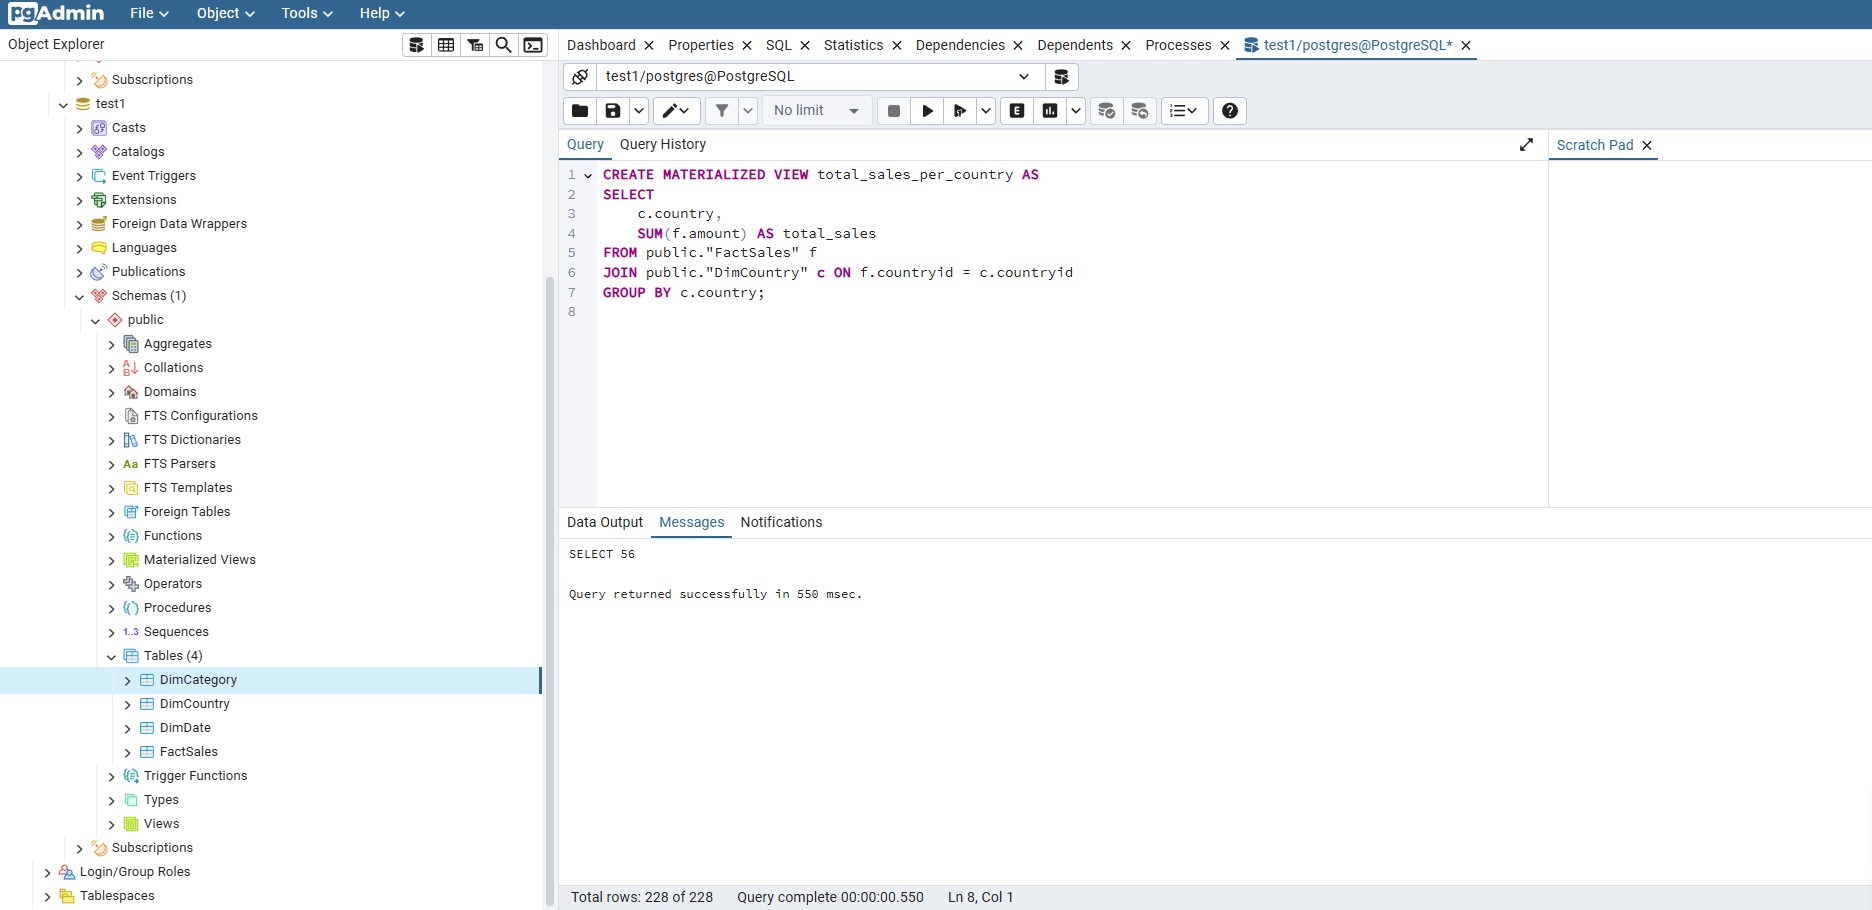 pgAdmin File Object Tools Help
Object Explorer
Dashboard Properties SQL Statistics Dependencies Dependents Processes test1/postgres@PostgreSQL*
test1/postgres@PostgreSQL
No limit
E
Query Query History
Scratch Pad
Subscriptions
test1
Casts
Catalogs
Event Triggers
Extensions
Foreign Data Wrappers
Languages
Publications
Schemas (1)
public
Aggregates
Collations
Domains
FTS Configurations
FTS Dictionaries
Aa FTS Parsers
FTS Templates
Foreign Tables
Functions
Materialized Views
Operators
Procedures
1..3 Sequences
Tables (4)
DimCategory
DimCountry
DimDate
FactSales
Trigger Functions
Types
Views
Subscriptions
Login/Group Roles
Tablespaces
1 CREATE MATERIALIZED VIEW total_sales_per_country AS
2 SELECT
3 c.country,
4 SUM(f.amount) AS total_sales
5 FROM public."FactSales" f
6 JOIN public."DimCountry" c ON f.countryid = c.countryid
7 GROUP BY c.country;
8
Data Output Messages Notifications
SELECT 56
Query returned successfully in 550 msec.
Total rows: 228 of 228 Query complete 00:00:00.550 Ln 8, Col 1